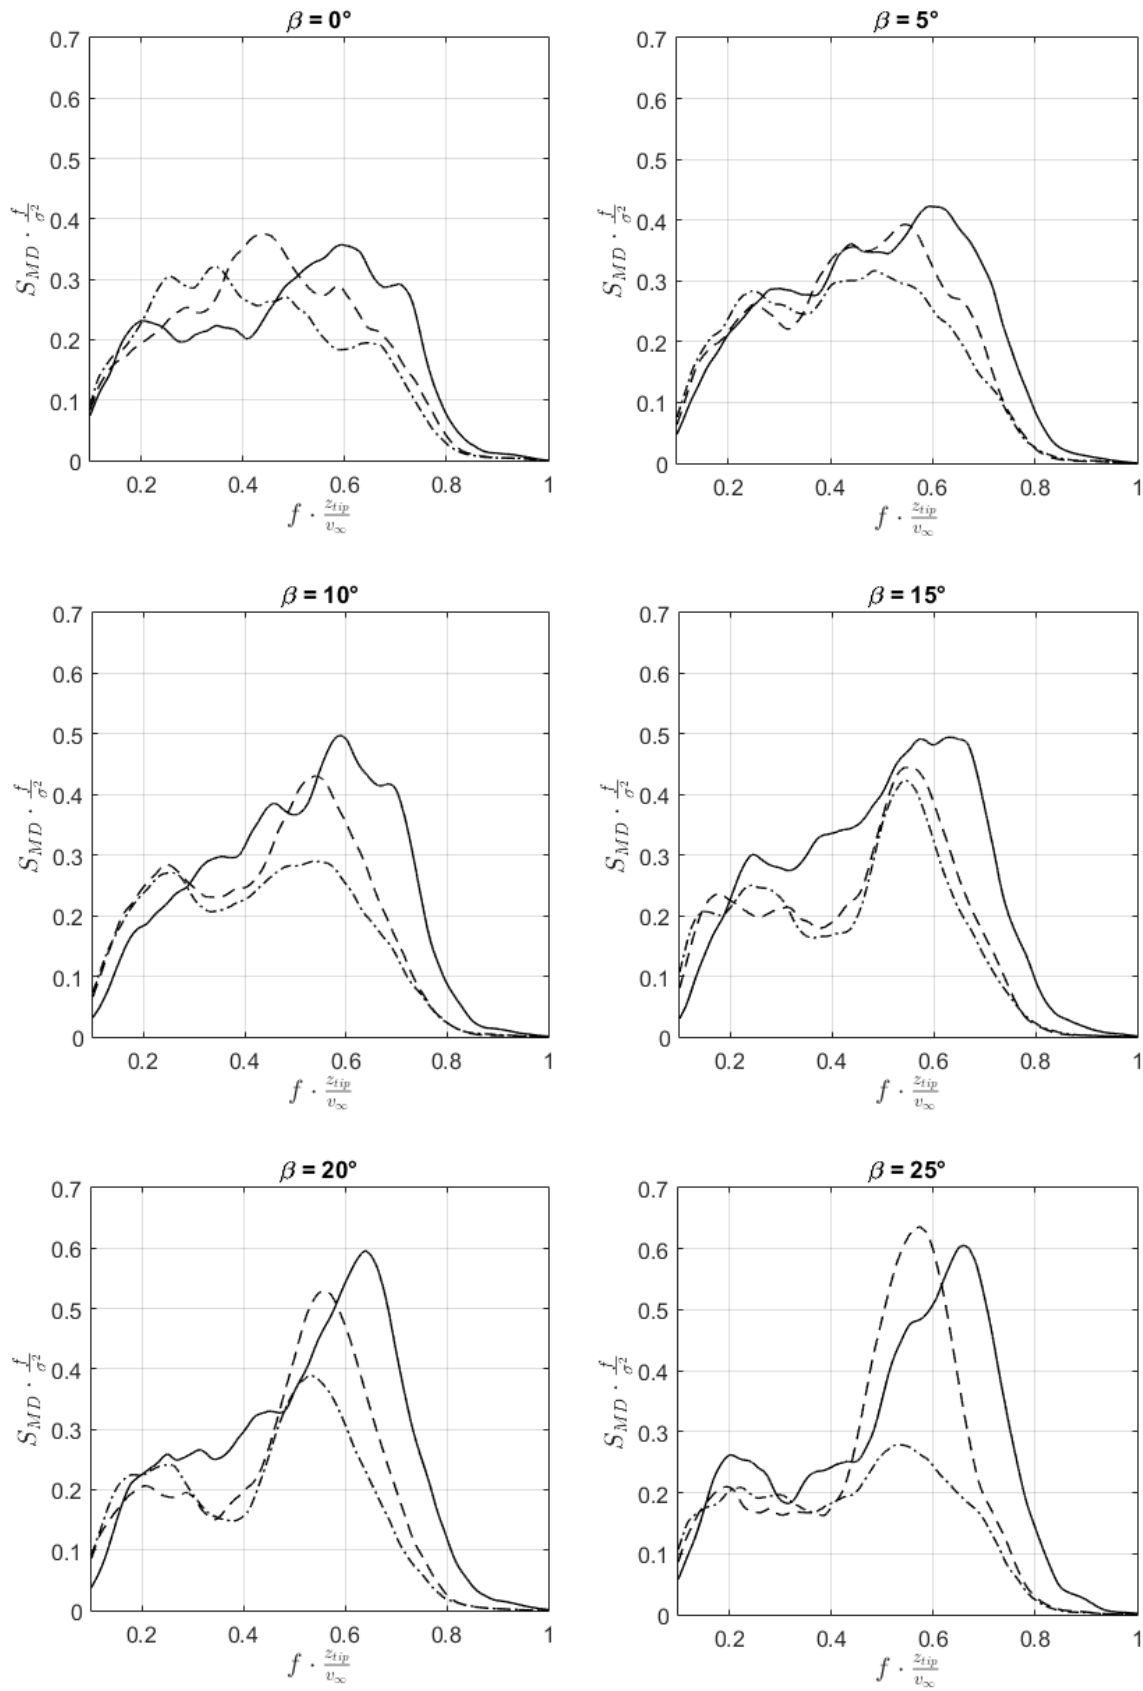 β = 0°
0.7
0.6
0.5
0.4
0.3
0.2
0.1
0
S_MD · f/σ²
0.2 0.4 0.6 0.8 1
f · z_tip/v_∞
β = 5°
0.7
0.6
0.5
0.4
0.3
0.2
0.1
0
S_MD · f/σ²
0.2 0.4 0.6 0.8 1
f · z_tip/v_∞
β = 10°
0.7
0.6
0.5
0.4
0.3
0.2
0.1
0
S_MD · f/σ²
0.2 0.4 0.6 0.8 1
f · z_tip/v_∞
β = 15°
0.7
0.6
0.5
0.4
0.3
0.2
0.1
0
S_MD · f/σ²
0.2 0.4 0.6 0.8 1
f · z_tip/v_∞
β = 20°
0.7
0.6
0.5
0.4
0.3
0.2
0.1
0
S_MD · f/σ²
0.2 0.4 0.6 0.8 1
f · z_tip/v_∞
β = 25°
0.7
0.6
0.5
0.4
0.3
0.2
0.1
0
S_MD · f/σ²
0.2 0.4 0.6 0.8 1
f · z_tip/v_∞